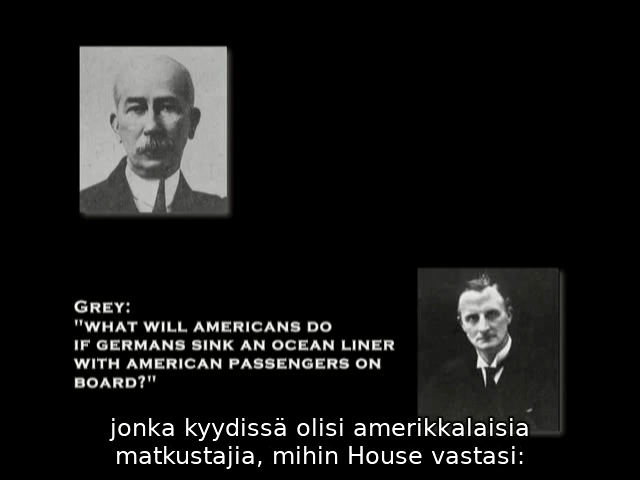 GREY:
"WHAT WILL AMERICANS DO
IF GERMANS SINK AN OCEAN LINER
WITH AMERICAN PASSENGERS ON
BOARD?"
jonka kyydissä olisi amerikkalaisia
matkustajia, mihin House vastasi: